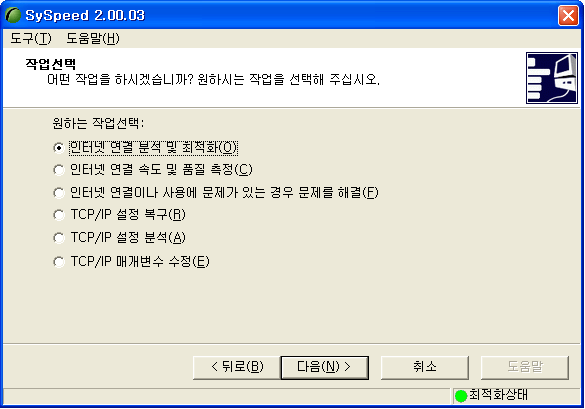 SySpeed 2.00.03
도구(T) 도움말(H)
작업선택
어떤 작업을 하시겠습니까? 원하시는 작업을 선택해 주십시오.
원하는 작업선택:
인터넷 연결 분석 및 최적화(O)
인터넷 연결 속도 및 품질 측정(C)
인터넷 연결이나 사용에 문제가 있는 경우 문제를 해결(F)
TCP/IP 설정 복구(R)
TCP/IP 설정 분석(A)
TCP/IP 매개변수 수정(E)
< 뒤로(B) 다음(N) > 취소 도움말
최적화상태